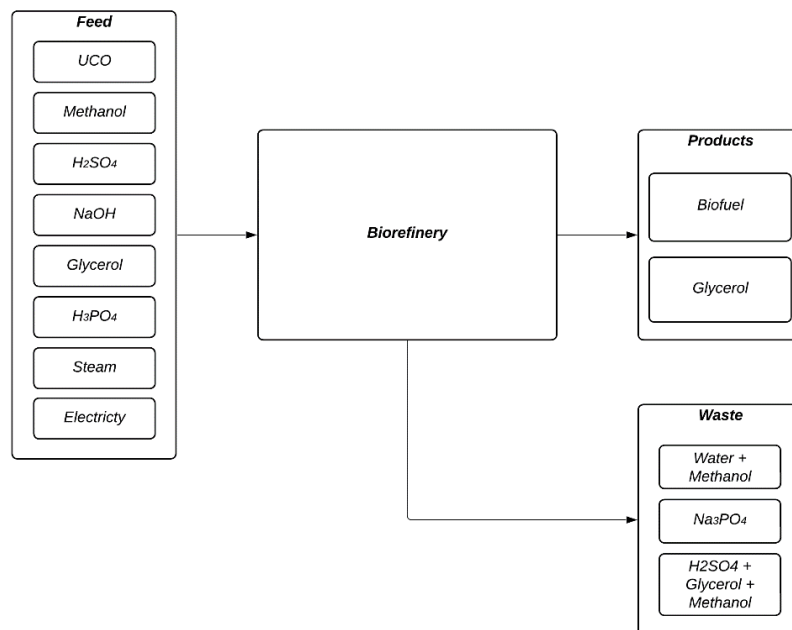 Feed
UCO
Methanol
H₂SO₄
NaOH
Glycerol
H₃PO₄
Steam
Electricty
Biorefinery
Products
Biofuel
Glycerol
Waste
Water +
Methanol
Na₃PO₄
H2SO4 +
Glycerol +
Methanol